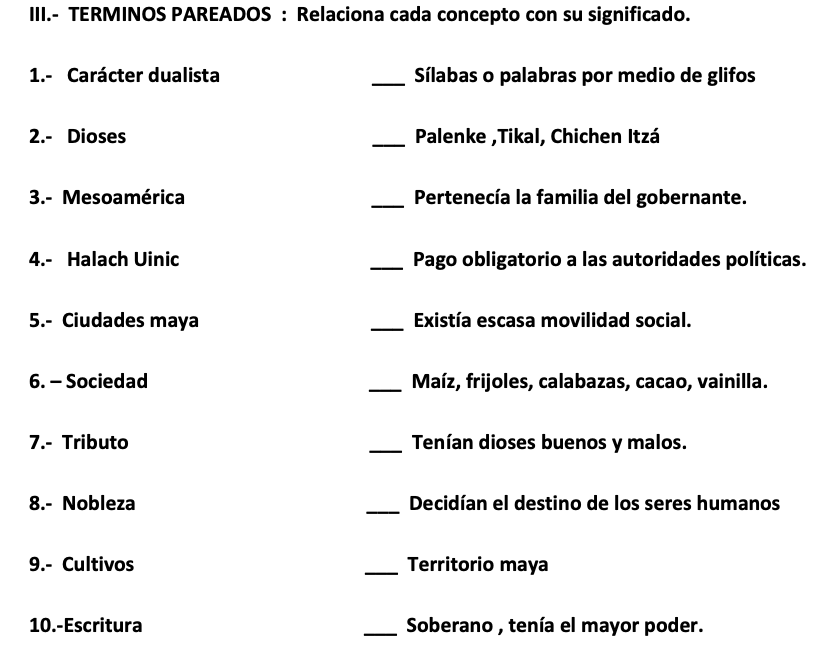 III.- TERMINOS PAREADOS : Relaciona cada concepto con su significado.
1.- Carácter dualista ___ Sílabas o palabras por medio de glifos
2.- Dioses ___ Palenke ,Tikal, Chichen Itzá
3.- Mesoamérica ___ Pertenecía la familia del gobernante.
4.- Halach Uinic ___ Pago obligatorio a las autoridades políticas.
5.- Ciudades maya ___ Existía escasa movilidad social.
6. – Sociedad ___ Maíz, frijoles, calabazas, cacao, vainilla.
7.- Tributo ___ Tenían dioses buenos y malos.
8.- Nobleza ___ Decidían el destino de los seres humanos
9.- Cultivos ___ Territorio maya
10.-Escritura ___ Soberano , tenía el mayor poder.